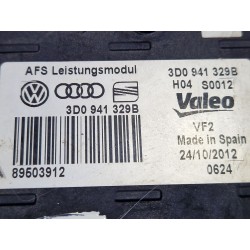 AFS Leistungsmodul
3D0 941 329B
H04 S0012
3D0 941 329B
Valeo
VF2
Made in Spain
89603912
24/10/2012
0624